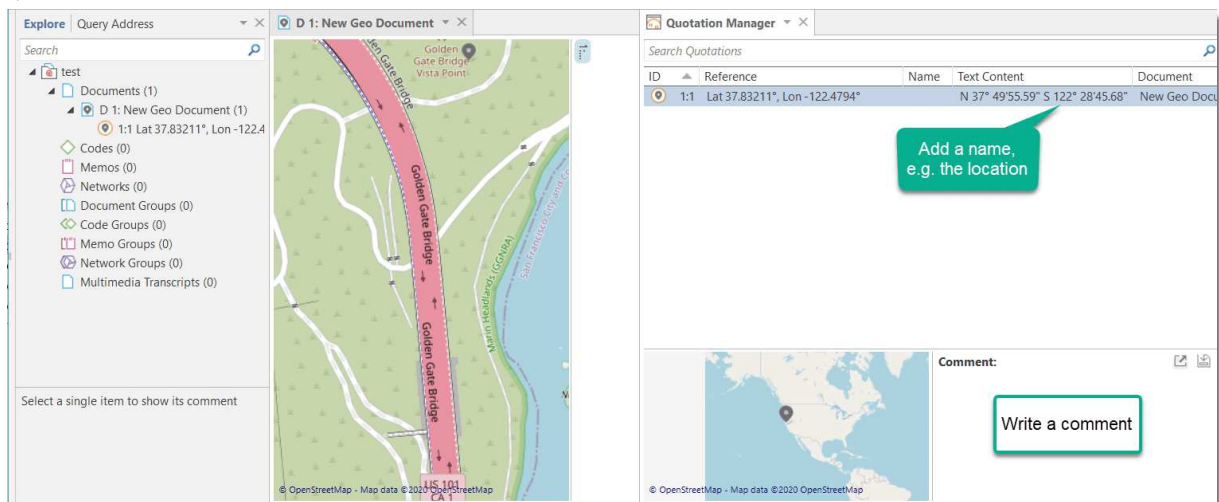 Explore Query Address
Search
test
Documents (1)
D 1: New Geo Document (1)
1:1 Lat 37.83211°, Lon -122.4
Codes (0)
Memos (0)
Networks (0)
Document Groups (0)
Code Groups (0)
Memo Groups (0)
Network Groups (0)
Multimedia Transcripts (0)
Select a single item to show its comment
D 1: New Geo Document
1:...
Golden
Gate Bridge
Vista Point
Golden Gate Bridge
Golden Gate Bridge
Golden Gate Bridge
San Francisco City and Co
Marin Headlands (GGNRA)
US 101
CA 1
© OpenStreetMap - Map data ©2020 OpenStreetMap
Quotation Manager
Search Quotations
ID Reference Name Text Content Document
1:1 Lat 37.83211°, Lon -122.4794° N 37° 49'55.59" S 122° 28'45.68" New Geo Docu
Add a name,
e.g. the location
© OpenStreetMap - Map data ©2020 OpenStreetMap
Comment:
Write a comment